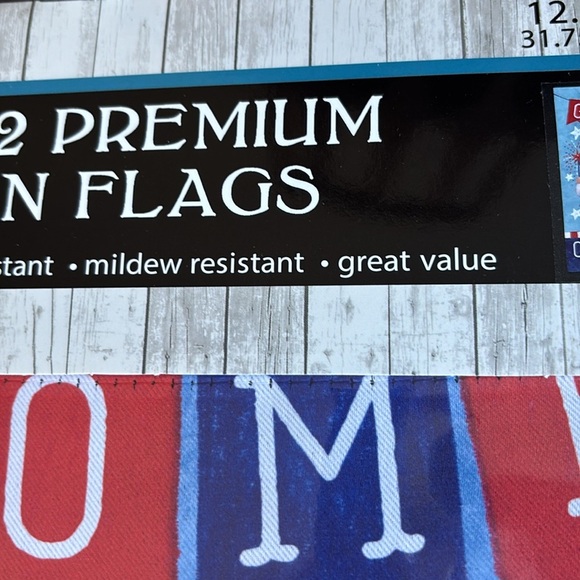 12.
31.7
2 PREMIUM
N FLAGS
stant • mildew resistant • great value
O M